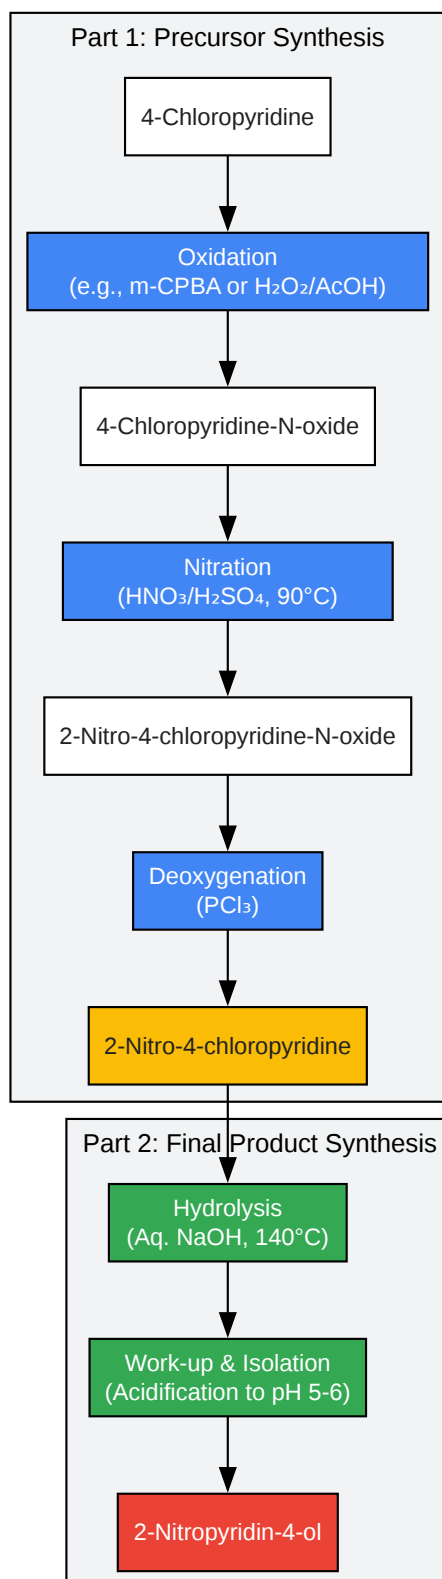 Part 1: Precursor Synthesis
4-Chloropyridine
Oxidation
(e.g., m-CPBA or H₂O₂/AcOH)
4-Chloropyridine-N-oxide
Nitration
(HNO₃/H₂SO₄, 90°C)
2-Nitro-4-chloropyridine-N-oxide
Deoxygenation
(PCl₃)
2-Nitro-4-chloropyridine
Part 2: Final Product Synthesis
Hydrolysis
(Aq. NaOH, 140°C)
Work-up & Isolation
(Acidification to pH 5-6)
2-Nitropyridin-4-ol